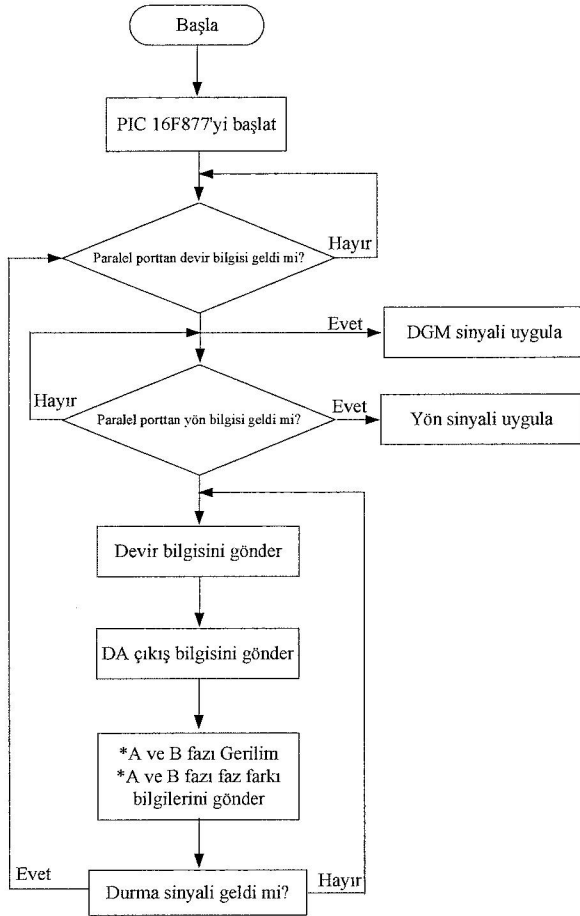 Başla
PIC 16F877'yi başlat
Hayır
Paralel porttan devir bilgisi geldi mi?
Evet
DGM sinyali uygula
Hayır
Paralel porttan yön bilgisi geldi mi?
Evet
Yön sinyali uygula
Devir bilgisini gönder
DA çıkış bilgisini gönder
*A ve B fazı Gerilim
*A ve B fazı faz farkı
bilgilerini gönder
Evet
Durma sinyali geldi mi?
Hayır